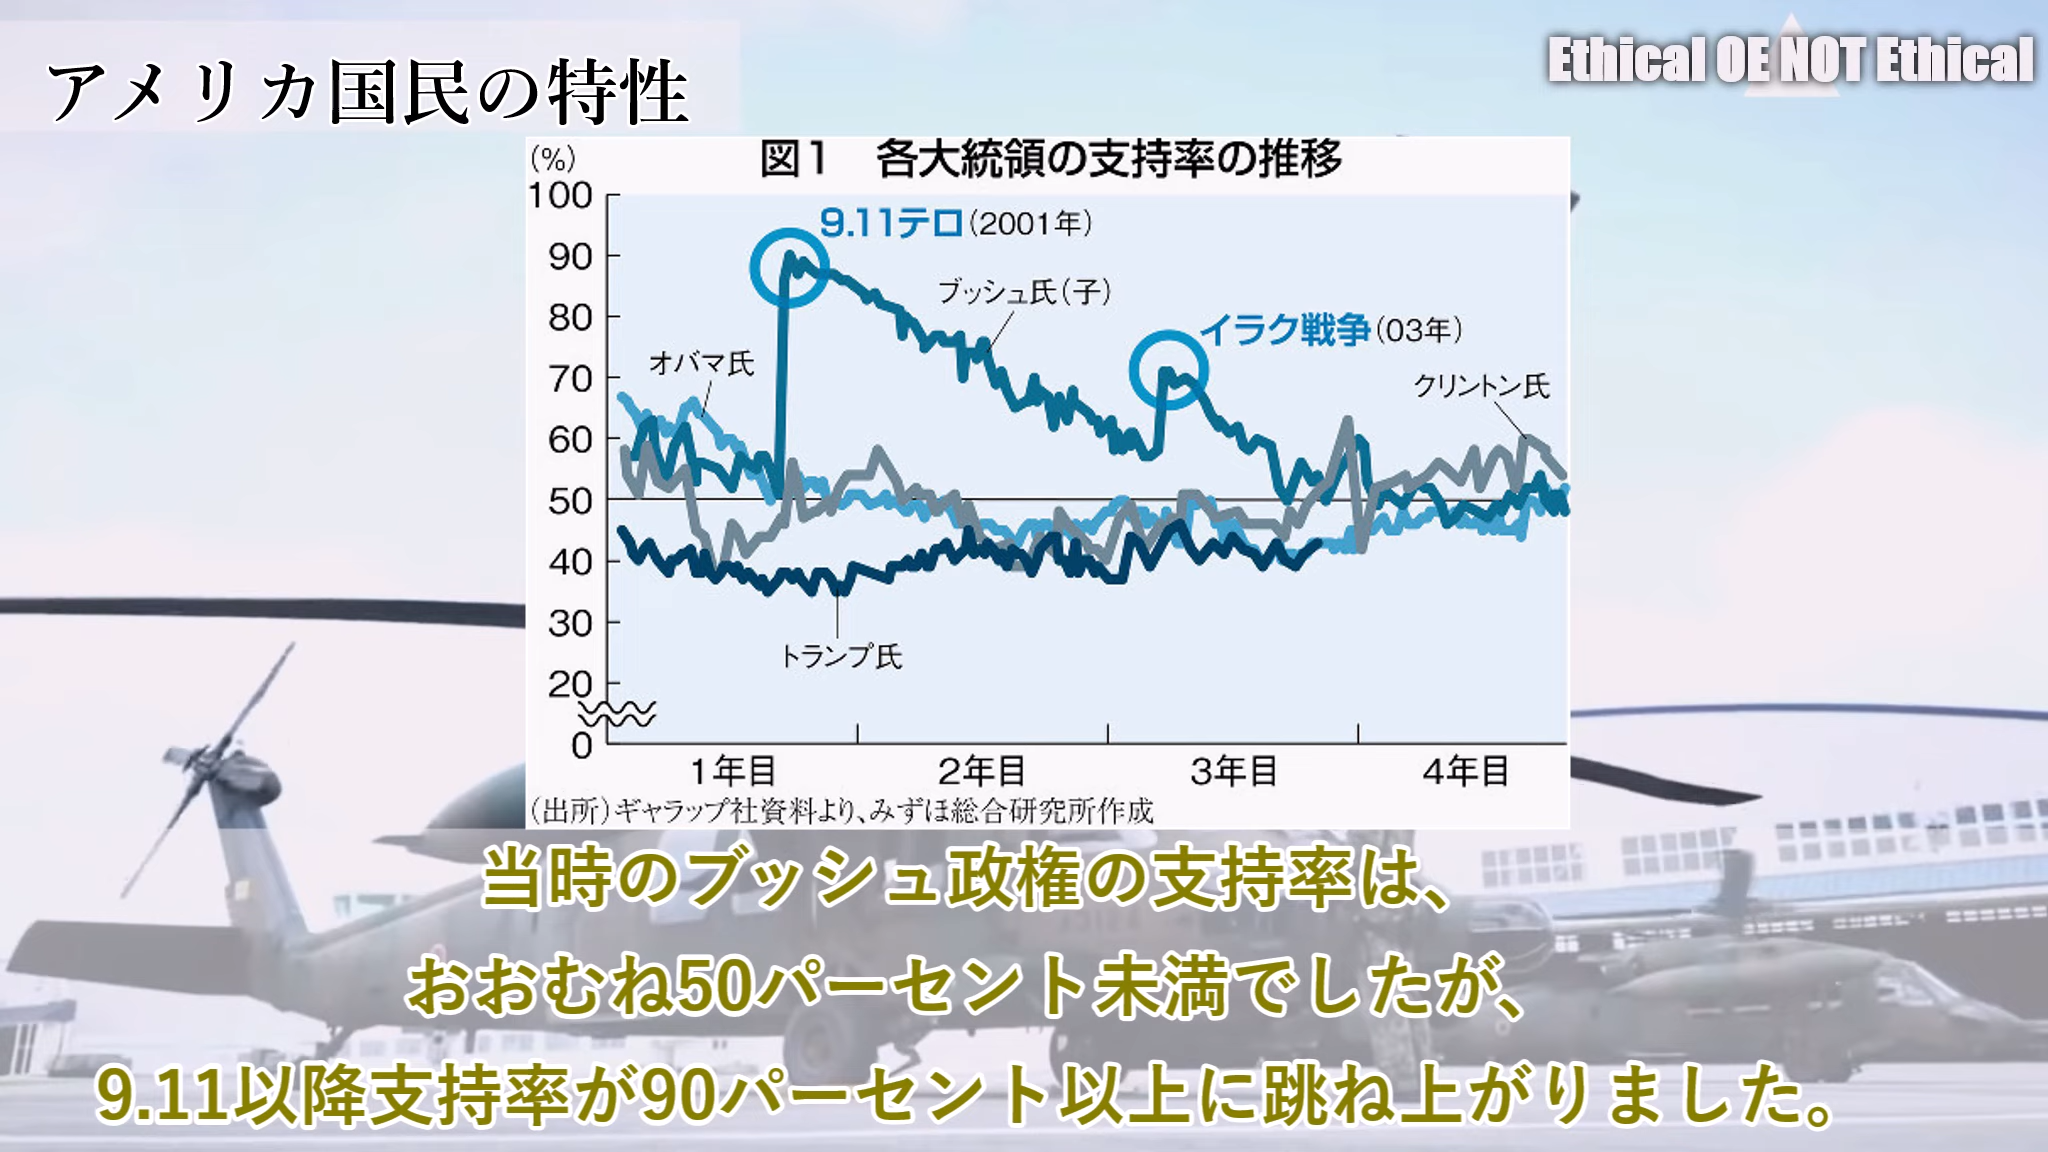 アメリカ国民の特性
Ethical OE NOT Ethical
(%)
図1 各大統領の支持率の推移
100
90
80
70
60
50
40
30
20
0
9.11テロ(2001年)
ブッシュ氏(子)
イラク戦争(03年)
オバマ氏
クリントン氏
トランプ氏
1年目 2年目 3年目 4年目
(出所)ギャラップ社資料より、みずほ総合研究所作成
当時のブッシュ政権の支持率は、
おおむね50パーセント未満でしたが、
9.11以降支持率が90パーセント以上に跳ね上がりました。